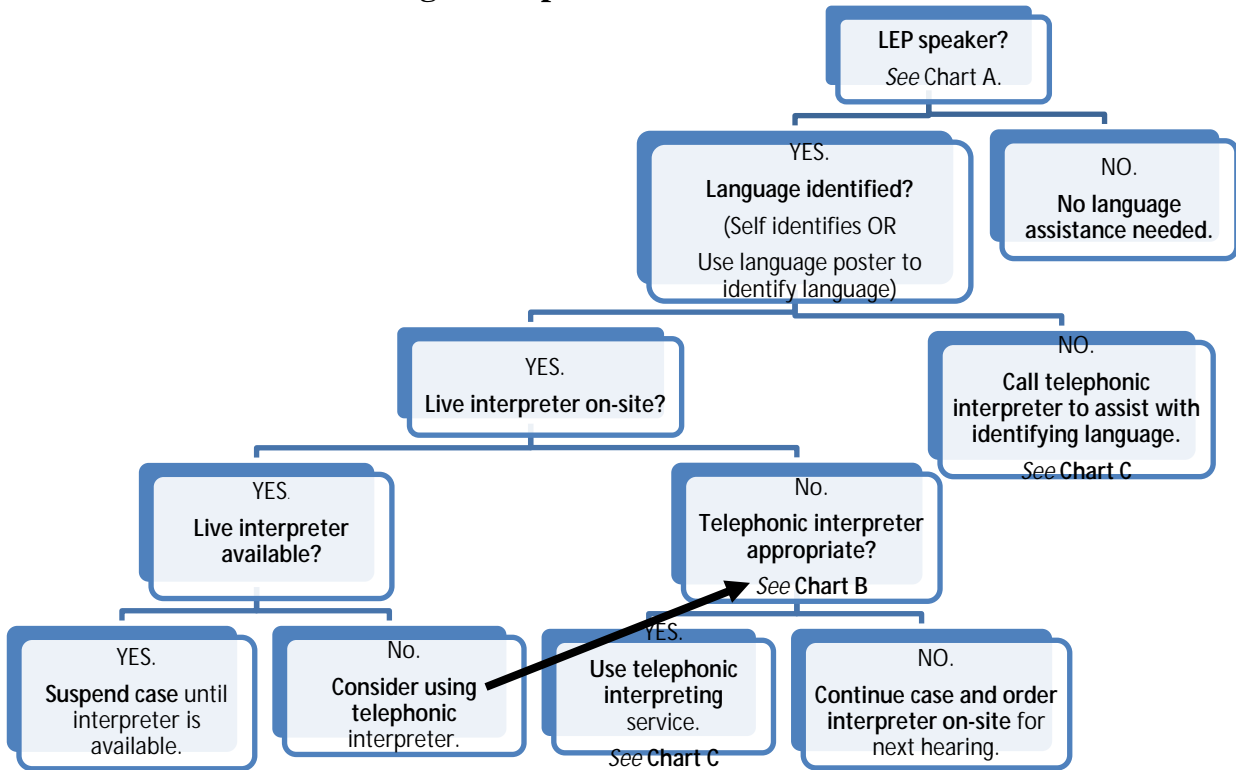 LEP speaker?
See Chart A.
YES.
Language identified?
(Self identifies OR
Use language poster to
identify language)
NO.
No language
assistance needed.
YES.
Live interpreter on-site?
NO.
Call telephonic
interpreter to assist with
identifying language.
See Chart C
YES.
Live interpreter
available?
No.
Telephonic interpreter
appropriate?
See Chart B
YES.
Suspend case until
interpreter is
available.
No.
Consider using
telephonic
interpreter.
YES.
Use telephonic
interpreting
service.
See Chart C
NO.
Continue case and order
interpreter on-site for
next hearing.